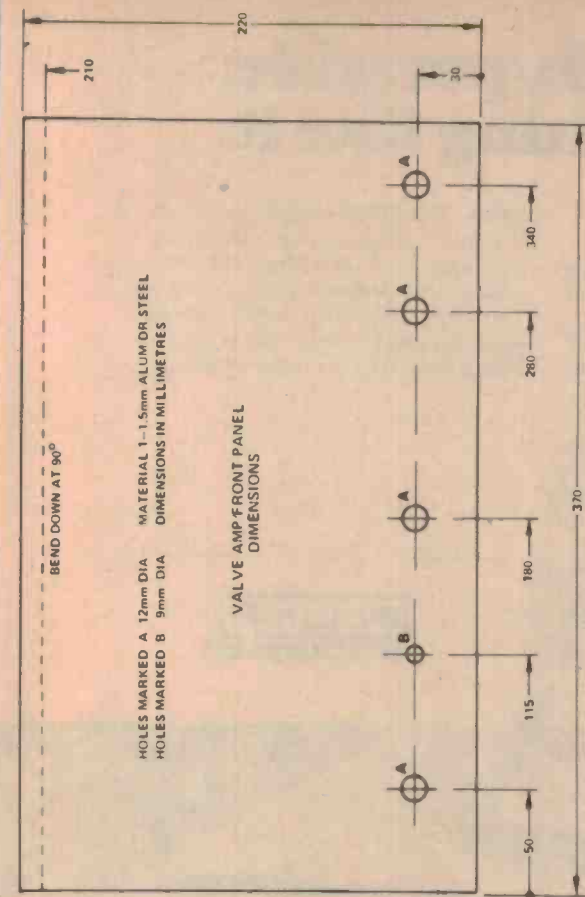 BEND DOWN AT 90°
HOLES MARKED A 12mm DIA MATERIAL 1-1.5mm ALUM OR STEEL
HOLES MARKED B 9mm DIA DIMENSIONS IN MILLIMETRES
VALVE AMP FRONT PANEL
DIMENSIONS
220
210
30
A
B
A
A
A
50
115
180
280
340
370